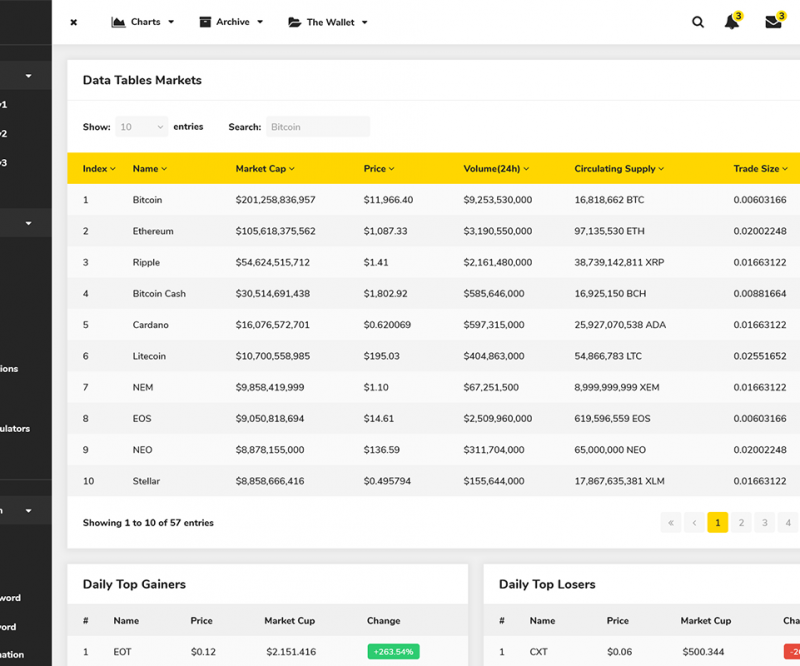 Charts Archive The Wallet 3 3
Data Tables Markets
Show: 10 entries Search: Bitcoin
Index Name Market Cap Price Volume(24h) Circulating Supply Trade Size
1 Bitcoin $201,258,836,957 $11,966.40 $9,253,530,000 16,818,662 BTC 0.00603166
2 Ethereum $105,618,375,562 $1,087.33 $3,190,550,000 97,135,530 ETH 0.02002248
3 Ripple $54,624,515,712 $1.41 $2,161,480,000 38,739,142,811 XRP 0.01663122
4 Bitcoin Cash $30,514,691,438 $1,802.92 $585,646,000 16,925,150 BCH 0.00881664
5 Cardano $16,076,572,701 $0.620069 $597,315,000 25,927,070,538 ADA 0.01663122
6 Litecoin $10,700,558,985 $195.03 $404,863,000 54,866,783 LTC 0.02551652
7 NEM $9,858,419,999 $1.10 $67,251,500 8,999,999,999 XEM 0.01663122
8 EOS $9,050,818,694 $14.61 $2,509,960,000 619,596,559 EOS 0.00603166
9 NEO $8,878,155,000 $136.59 $311,704,000 65,000,000 NEO 0.02002248
10 Stellar $8,858,666,416 $0.495794 $155,644,000 17,867,635,381 XLM 0.01663122
Showing 1 to 10 of 57 entries « ‹ 1 2 3 4
Daily Top Gainers
# Name Price Market Cup Change
1 EOT $0.12 $2.151.416 +263.54%
Daily Top Losers
# Name Price Market Cup
1 CXT $0.06 $500.344